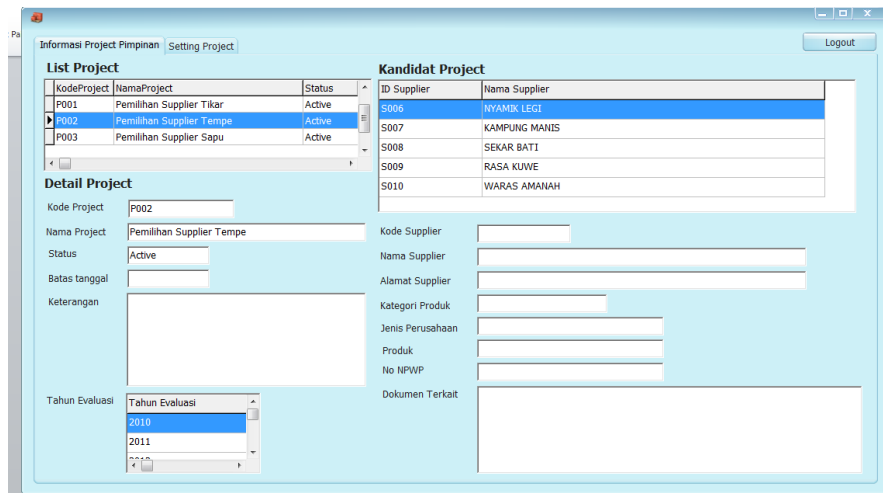 Pa
Informasi Project Pimpinan Setting Project
Logout
List Project
KodeProject NamaProject Status
P001 Pemilihan Supplier Tikar Active
P002 Pemilihan Supplier Tempe Active
P003 Pemilihan Supplier Sapu Active
Kandidat Project
ID Supplier Nama Supplier
S006 NYAMIK LEGI
S007 KAMPUNG MANIS
S008 SEKAR BATI
S009 RASA KUWE
S010 WARAS AMANAH
Detail Project
Kode Project P002
Nama Project Pemilihan Supplier Tempe
Status Active
Batas tanggal
Keterangan
Tahun Evaluasi
Tahun Evaluasi
2010
2011
Kode Supplier
Nama Supplier
Alamat Supplier
Kategori Produk
Jenis Perusahaan
Produk
No NPWP
Dokumen Terkait